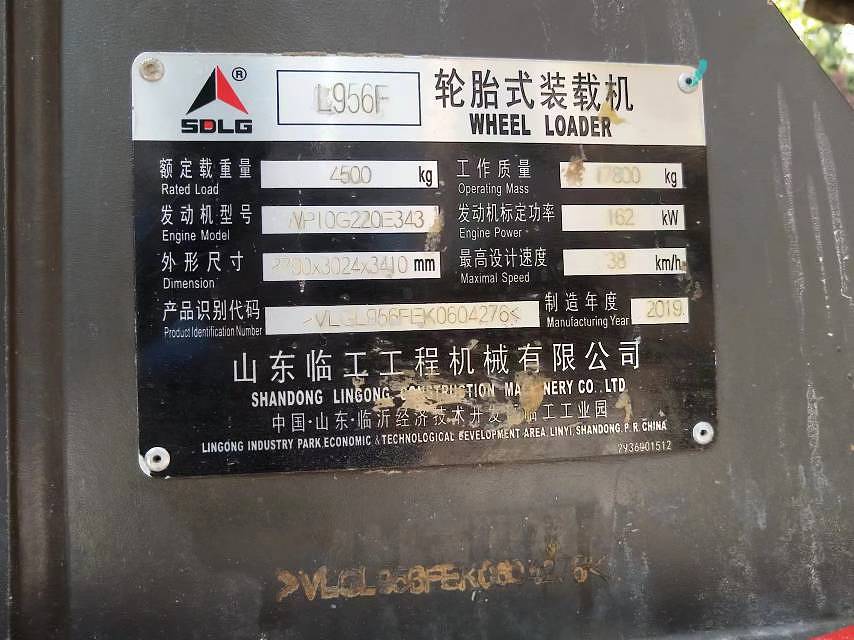 SDLG ®
L956F
轮胎式装载机
WHEEL LOADER
额定载重量 4500 kg
Rated Load
工作质量 17800 kg
Operating Mass
发动机型号 WP10G220E343
Engine Model
发动机标定功率 162 kW
Engine Power
外形尺寸 mm
Dimension
最高设计速度 38 km/h
Maximal Speed
产品识别代码 >VLGL956FEK0604276<
Product Identification Number
制造年度 2019
Manufacturing Year
山东临工工程机械有限公司
SHANDONG LINGONG CONSTRUCTION MACHINERY CO. LTD
中国·山东·临沂经济技术开发 临工工业园
LINGONG INDUSTRY PARK.ECONOMIC & TECHNOLOGICAL DEVELOPMENT AREA, LINYI, SHANDONG, P. R. CHINA
2936901512
>VLGL956FEK0604276<